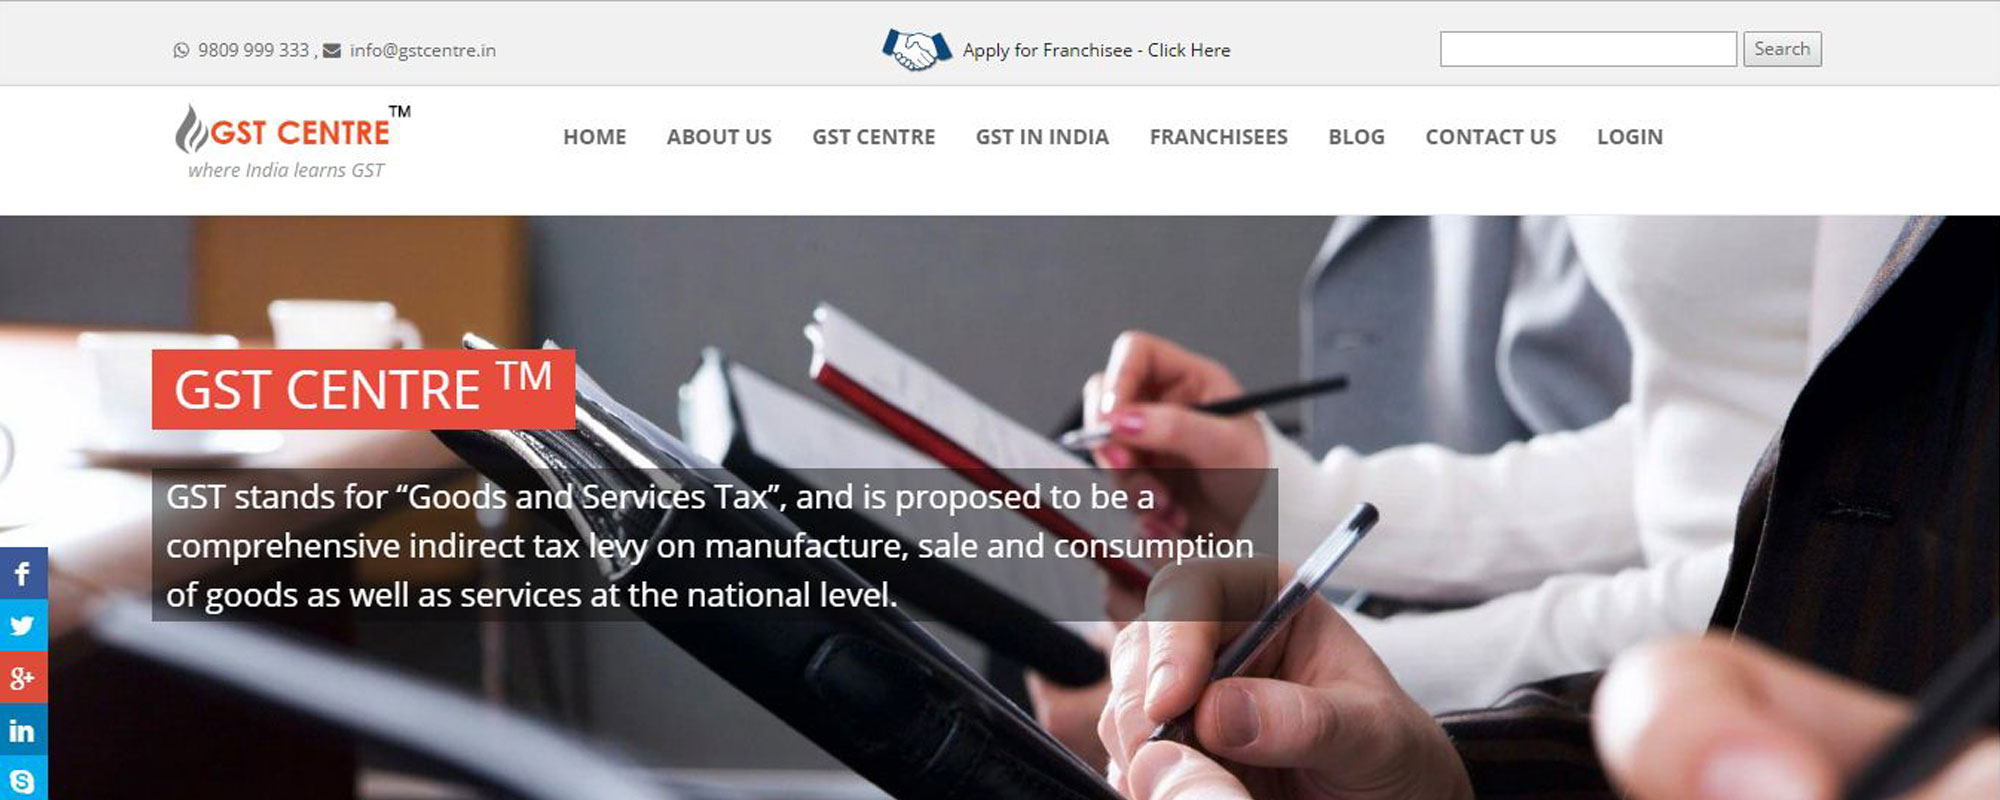 9809 999 333 , info@gstcentre.in
Apply for Franchisee - Click Here
Search
GST CENTRE TM
where India learns GST
HOME ABOUT US GST CENTRE GST IN INDIA FRANCHISEES BLOG CONTACT US LOGIN
GST CENTRE TM
GST stands for “Goods and Services Tax”, and is proposed to be a
comprehensive indirect tax levy on manufacture, sale and consumption
of goods as well as services at the national level.
f
g+
in
S